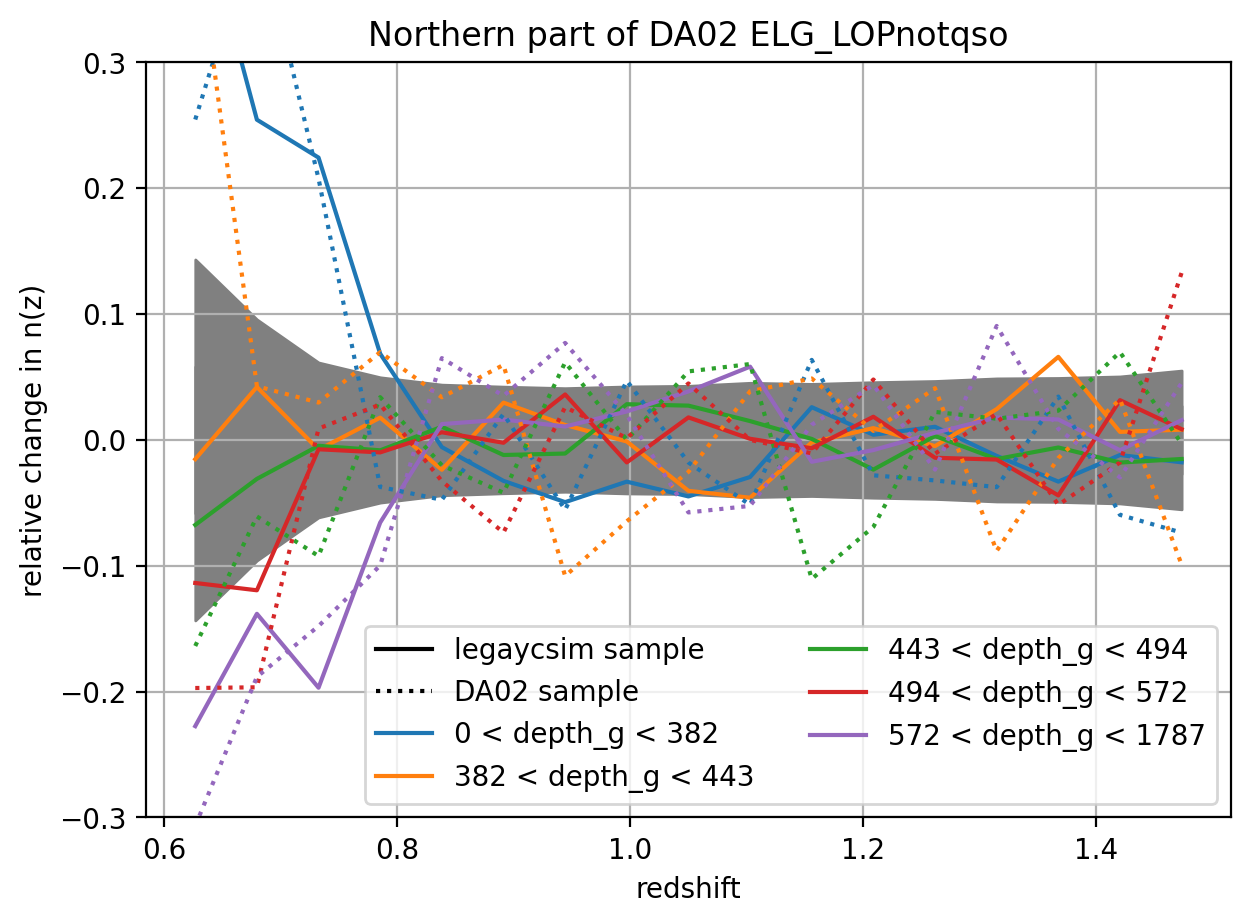 Northern part of DA02 ELG_LOPnotqso
relative change in n(z)
0.3
0.2
0.1
0.0
−0.1
−0.2
−0.3
legaycsim sample
DA02 sample
0 < depth_g < 382
382 < depth_g < 443
443 < depth_g < 494
494 < depth_g < 572
572 < depth_g < 1787
0.6 0.8 1.0 1.2 1.4
redshift